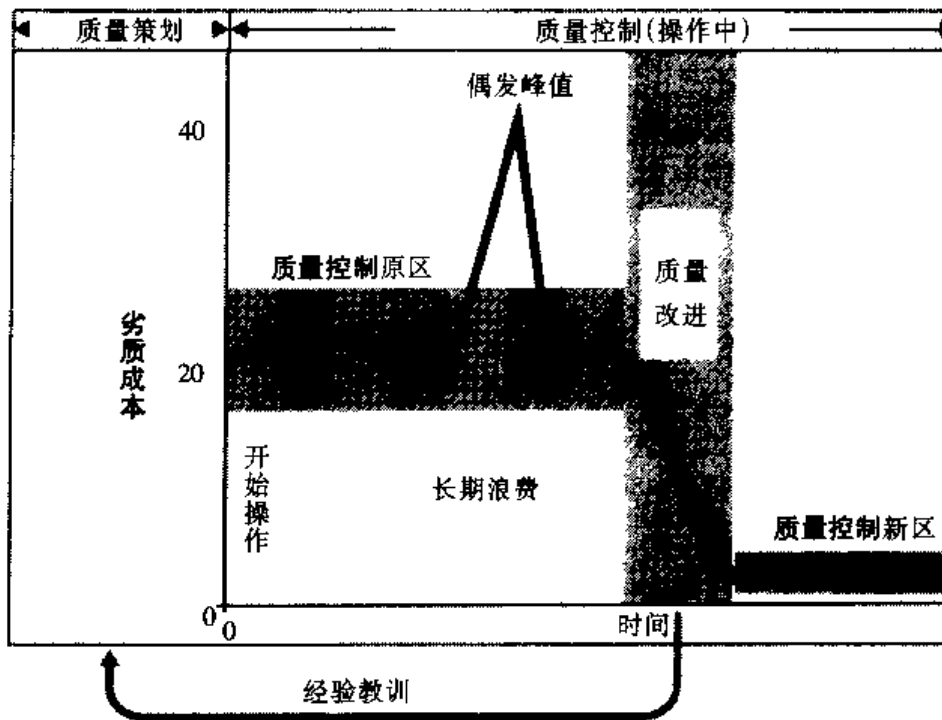 质量策划
质量控制(操作中)
偶发峰值
40
质量控制原区
质量
改进
劣质成本
20
开始操作
长期浪费
质量控制新区
0
0
时间
经验教训